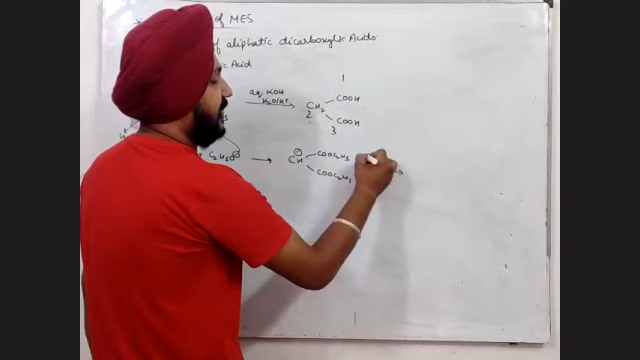 of MES
of aliphatic dicarboxylic Acids
ic Acid
aq. KOH
H2O/H+
1
CH2
COOH
COOH
2
3
C2H5O⊖ → ⊖CH
COOC2H5
COOC2H5